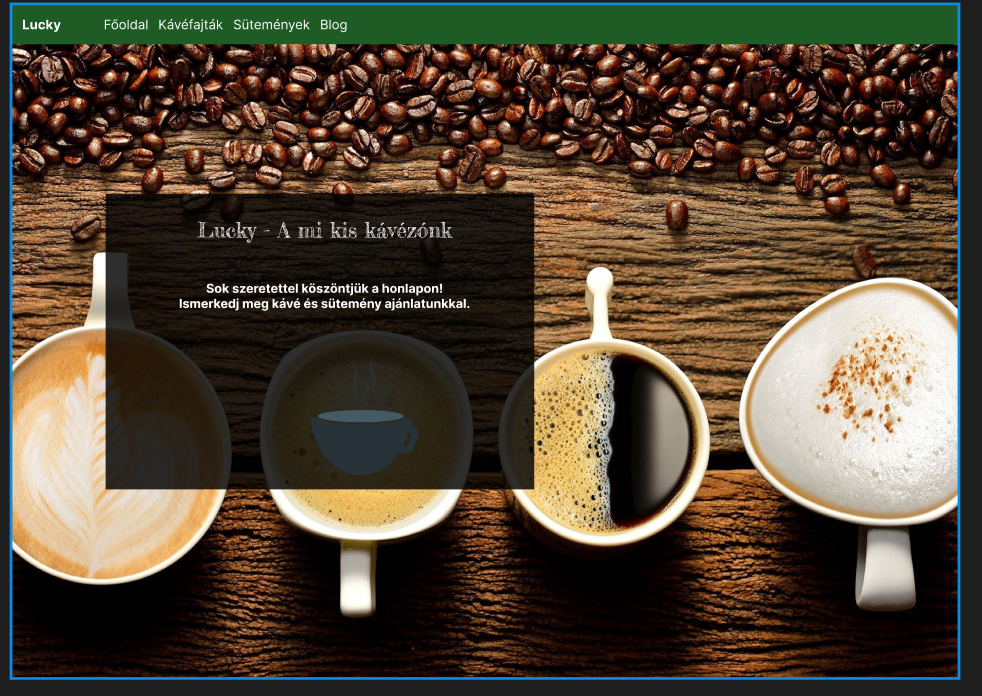 Lucky Főoldal Kávéfajták Sütemények Blog
Lucky - A mi kis kávézónk
Sok szeretettel köszöntjük a honlapon!
Ismerkedj meg kávé és sütemény ajánlatunkkal.